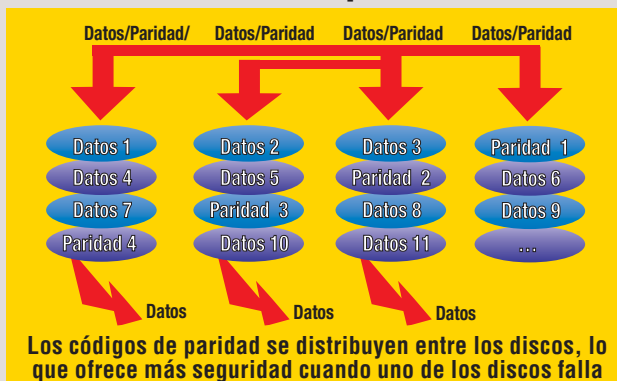 Datos/Paridad/ Datos/Paridad Datos/Paridad Datos/Paridad
Datos 1 Datos 2 Datos 3 Paridad 1
Datos 4 Datos 5 Paridad 2 Datos 6
Datos 7 Paridad 3 Datos 8 Datos 9
Paridad 4 Datos 10 Datos 11 ...
Datos Datos Datos
Los códigos de paridad se distribuyen entre los discos, lo
que ofrece más seguridad cuando uno de los discos falla